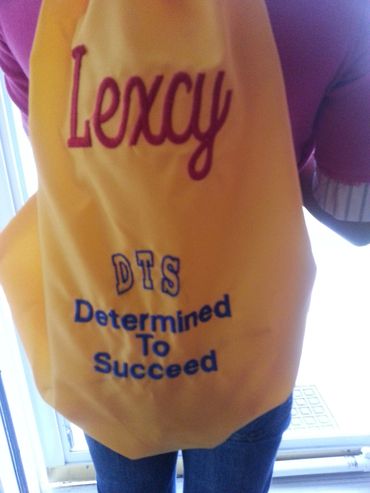 Lexcy
DTS
Determined
To
Succeed